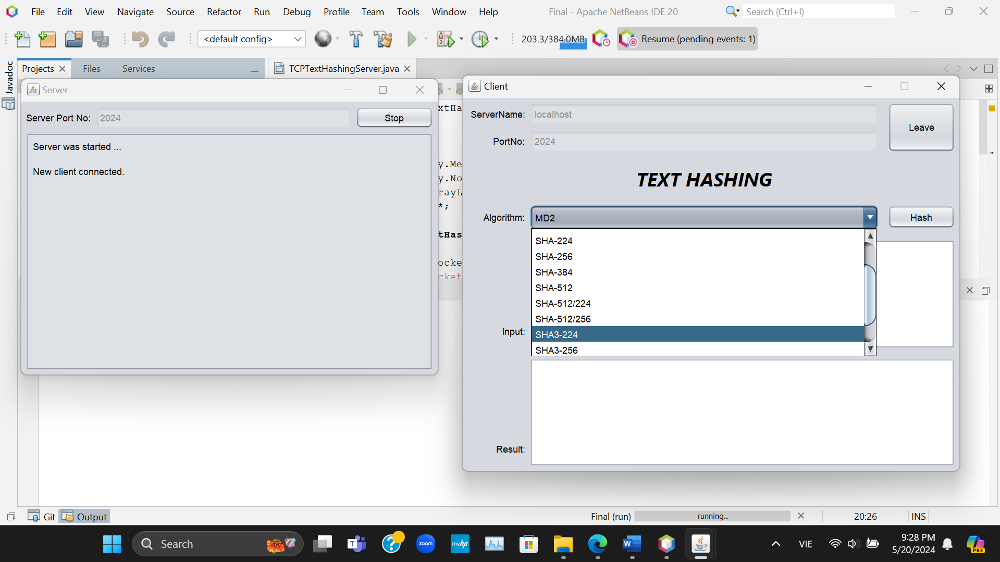 File Edit View Navigate Source Refactor Run Debug Profile Team Tools Window Help Final - Apache NetBeans IDE 20 Search (Ctrl+I)
<default config> 203.3/384.0MB Resume (pending events: 1)
Javadoc
Projects Files Services TCPTextHashingServer.java
Server
Server Port No: 2024 Stop
Server was started ...
New client connected.
xtHa
y.Me
y.No
rayL
*;
tHas
ocke
cket
Client
ServerName: localhost
Leave
PortNo: 2024
TEXT HASHING
Algorithm: MD2 Hash
SHA-224
SHA-256
SHA-384
SHA-512
SHA-512/224
SHA-512/256
Input:
SHA3-224
SHA3-256
Result:
Git Output Final (run) running... 20:26 INS
Search zoom myhp VIE 9:28 PM
5/20/2024
PRE